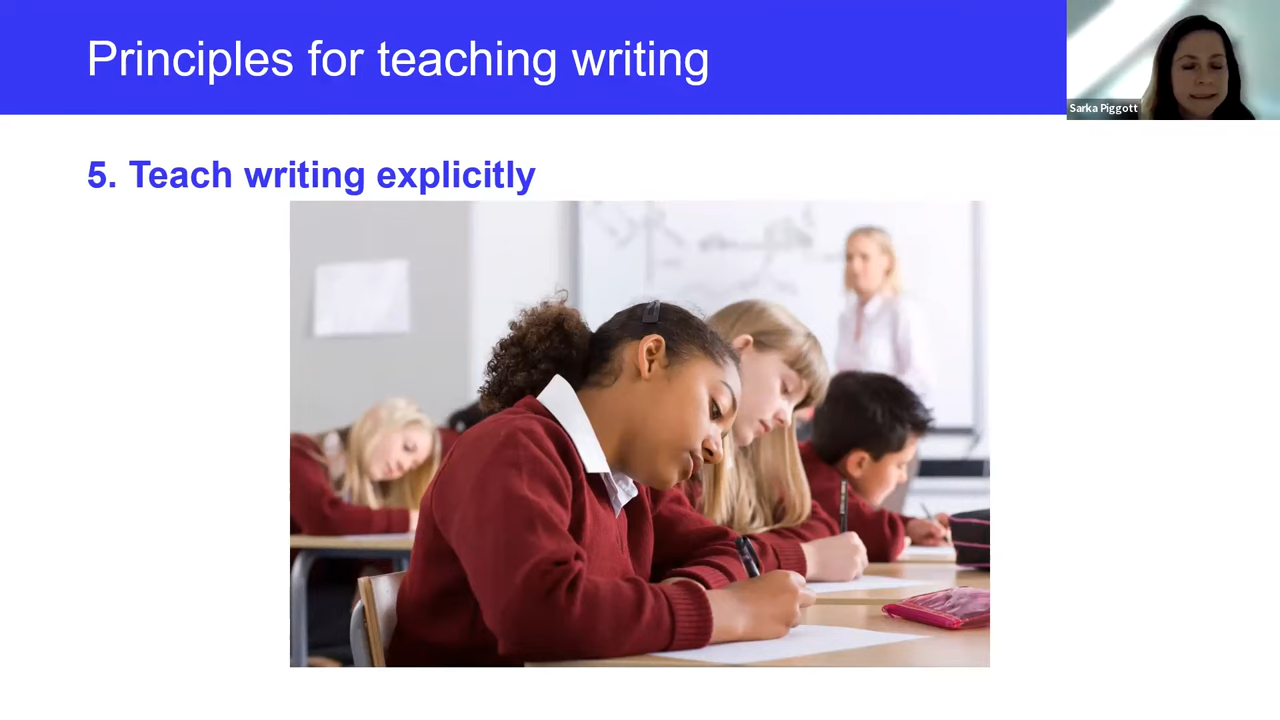 Principles for teaching writing
Sarka Piggott
5. Teach writing explicitly